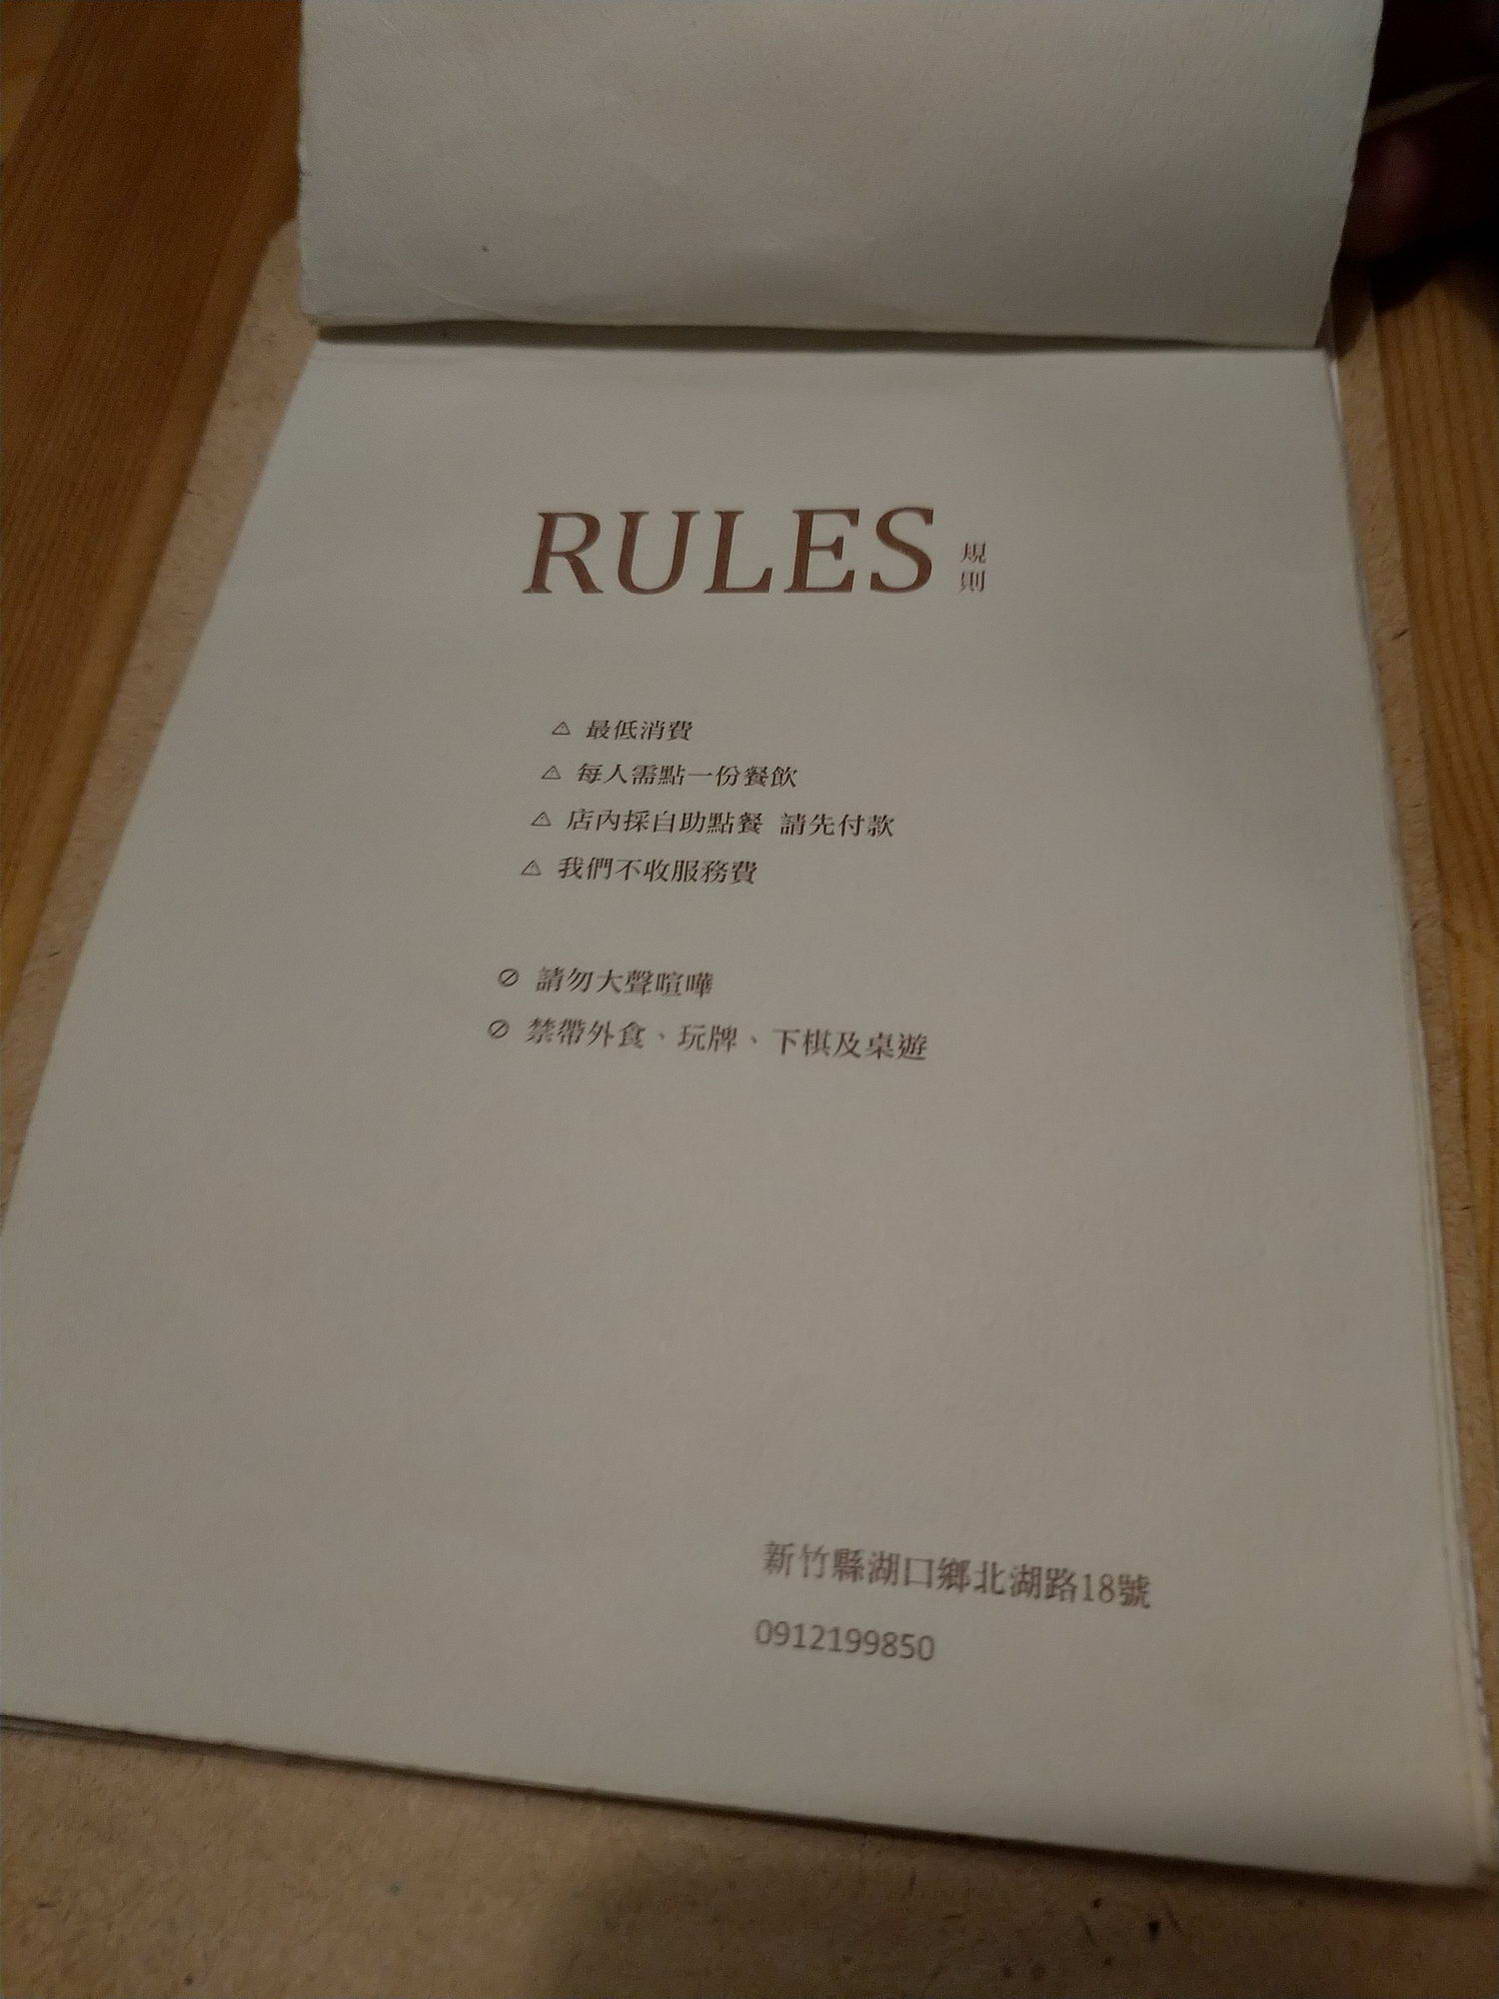 RULES 規則
⚠ 最低消費
⚠ 每人需點一份餐飲
⚠ 店內採自助點餐 請先付款
⚠ 我們不收服務費
⊘ 請勿大聲喧嘩
⊘ 禁帶外食、玩牌、下棋及桌遊
新竹縣湖口鄉北湖路18號
0912199850